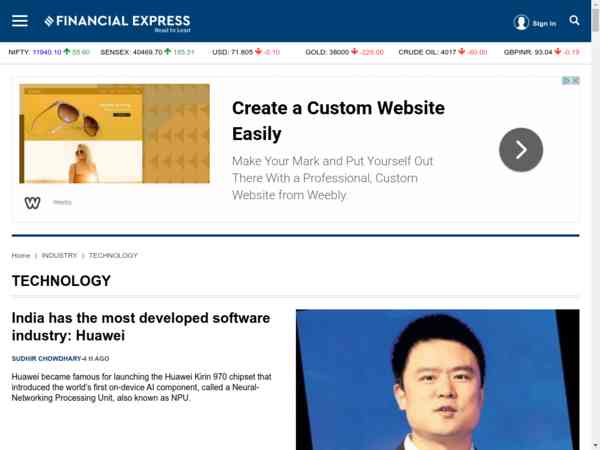 FINANCIAL EXPRESS
Read to Lead
Sign in
NIFTY: 11940.10 55.60 SENSEX: 40469.70 165.51 USD: 71.805 -0.10 GOLD: 38000 -226.00 CRUDE OIL: 4017 -60.00 GBPINR: 93.04 -0.19
Create a Custom Website
Easily
Make Your Mark and Put Yourself Out
There With a Professional, Custom
Website from Weebly.
Weebly
Home | INDUSTRY | TECHNOLOGY
TECHNOLOGY
India has the most developed software
industry: Huawei
SUDHIR CHOWDHARY-4 H AGO
Huawei became famous for launching the Huawei Kirin 970 chipset that
introduced the world's first on-device AI component, called a Neural-
Networking Processing Unit, also known as NPU.